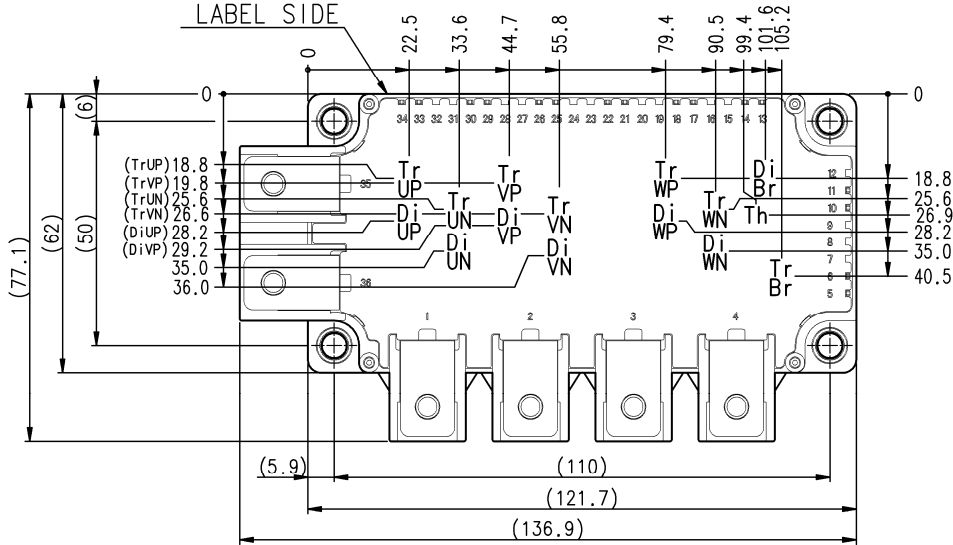 LABEL SIDE
0
22.5
33.6
44.7
55.8
79.4
90.5
99.4
101.6
105.2
0
0
(6)
(50)
(62)
(77.1)
34 33 32 31 30 29 28 27 26 25 24 23 22 21 20 19 18 17 16 15 14 13
(TrUP)18.8
(TrVP)19.8
(TrUN)25.6
(TrVN)26.6
(DiUP)28.2
(DiVP)29.2
35.0
36.0
35
36
Tr
UP
Tr
VP
Tr
UN
Tr
VN
Di
UP
Di
VP
Di
UN
Di
VN
Tr
WP
Di
Br
Tr
WN
Th
Di
WP
Di
WN
Tr
Br
12
11
10
9
8
7
6
5
18.8
25.6
26.9
28.2
35.0
40.5
1 2 3 4
(5.9)
(110)
(121.7)
(136.9)